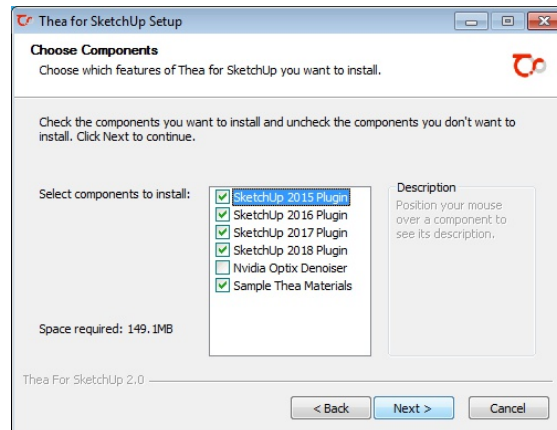 Thea for SketchUp Setup
Choose Components
Choose which features of Thea for SketchUp you want to install.
Check the components you want to install and uncheck the components you don't want to
install. Click Next to continue.
Select components to install:
SketchUp 2015 Plugin
SketchUp 2016 Plugin
SketchUp 2017 Plugin
SketchUp 2018 Plugin
Nvidia Optix Denoiser
Sample Thea Materials
Description
Position your mouse
over a component to
see its description.
Space required: 149.1MB
Thea For SketchUp 2.0
< Back
Next >
Cancel